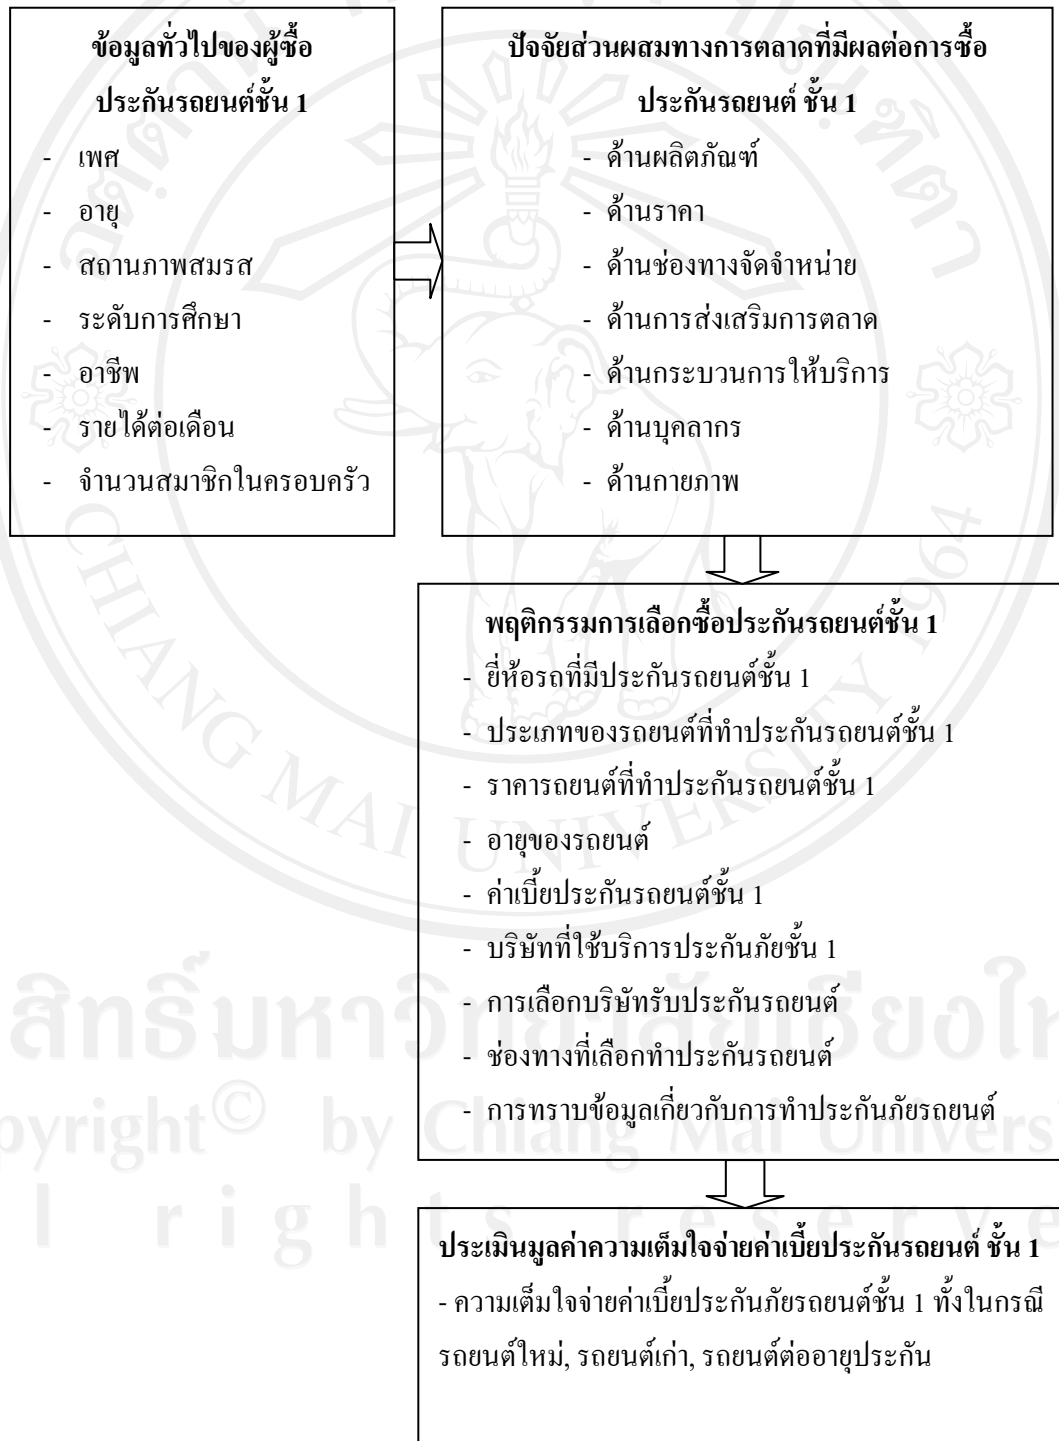 ข้อมูลทั่วไปของผู้ซื้อ
ประกันรถยนต์ชั้น 1
- เพศ
- อายุ
- สถานภาพสมรส
- ระดับการศึกษา
- อาชีพ
- รายได้ต่อเดือน
- จำนวนสมาชิกในครอบครัว
ปัจจัยส่วนผสมทางการตลาดที่มีผลต่อการซื้อ
ประกันรถยนต์ ชั้น 1
- ด้านผลิตภัณฑ์
- ด้านราคา
- ด้านช่องทางจัดจำหน่าย
- ด้านการส่งเสริมการตลาด
- ด้านกระบวนการให้บริการ
- ด้านบุคลากร
- ด้านกายภาพ
พฤติกรรมการเลือกซื้อประกันรถยนต์ชั้น 1
- ยี่ห้อรถที่มีประกันรถยนต์ชั้น 1
- ประเภทของรถยนต์ที่ทำประกันรถยนต์ชั้น 1
- ราคารถยนต์ที่ทำประกันรถยนต์ชั้น 1
- อายุของรถยนต์
- ค่าเบี้ยประกันรถยนต์ชั้น 1
- บริษัทที่ใช้บริการประกันภัยชั้น 1
- การเลือกบริษัทรับประกันรถยนต์
- ช่องทางที่เลือกทำประกันรถยนต์
- การทราบข้อมูลเกี่ยวกับการทำประกันภัยรถยนต์
ประเมินมูลค่าความเต็มใจจ่ายค่าเบี้ยประกันรถยนต์ ชั้น 1
- ความเต็มใจจ่ายค่าเบี้ยประกันภัยรถยนต์ชั้น 1 ทั้งในกรณี
รถยนต์ใหม่, รถยนต์เก่า, รถยนต์ต่ออายุประกัน
CHIANG MAI UNIVERSITY 1964
สิทธิ์มหาวิทยาลัยเชียงให
pyright© by Chiang Mai Univers
l rights reserve